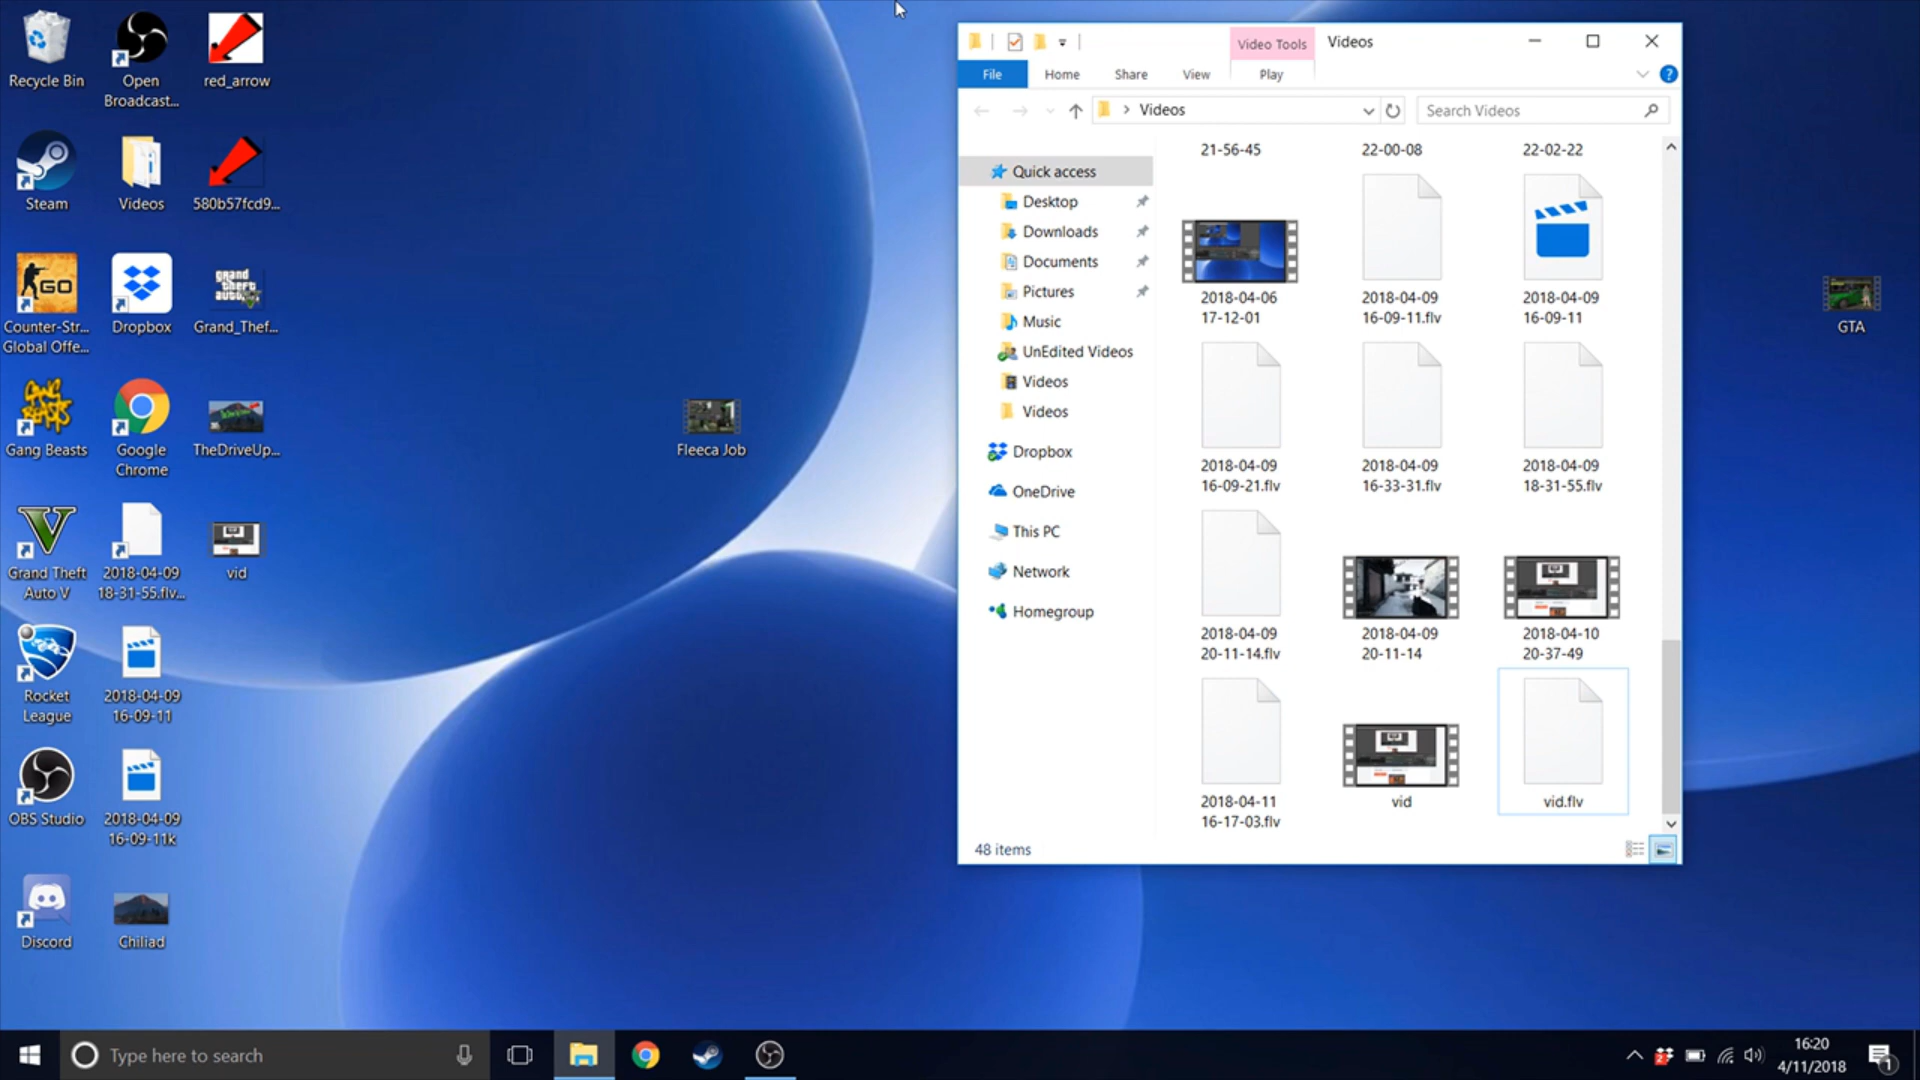 Recycle Bin
Open
Broadcast...
red_arrow
Steam
Videos
580b57fcd9...
GO
Counter-Str...
Global Offe...
Dropbox
grand
theft
auto
Grand_Thef...
Gang Beasts
Google
Chrome
TheDriveUp...
Grand Theft
Auto V
2018-04-09
18-31-55.flv...
vid
Rocket
League
2018-04-09
16-09-11
OBS Studio
2018-04-09
16-09-11k
Discord
Chiliad
Fleeca Job
GTA
Video Tools
Videos
File
Home
Share
View
Play
Videos
Search Videos
Quick access
Desktop
Downloads
Documents
Pictures
Music
UnEdited Videos
Videos
Videos
Dropbox
OneDrive
This PC
Network
Homegroup
21-56-45
22-00-08
22-02-22
2018-04-06
17-12-01
2018-04-09
16-09-11.flv
2018-04-09
16-09-11
2018-04-09
16-09-21.flv
2018-04-09
16-33-31.flv
2018-04-09
18-31-55.flv
2018-04-09
20-11-14.flv
2018-04-09
20-11-14
2018-04-10
20-37-49
2018-04-11
16-17-03.flv
vid
vid.flv
48 items
Type here to search
16:20
4/11/2018
1